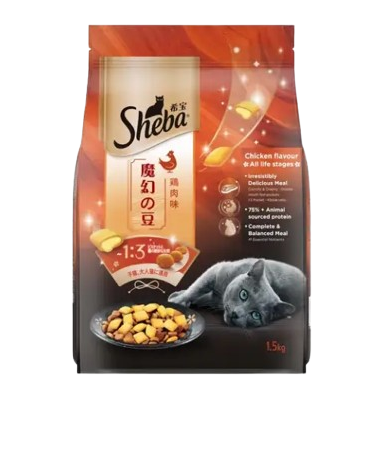 Sheba
希宝
鶏肉味
魔幻の豆
1:3
Chicken flavour
All life stages
• Irresistibly
Delicious Meal
• 75% + Animal
sourced protein
• Complete &
Balanced Meal
1.5kg